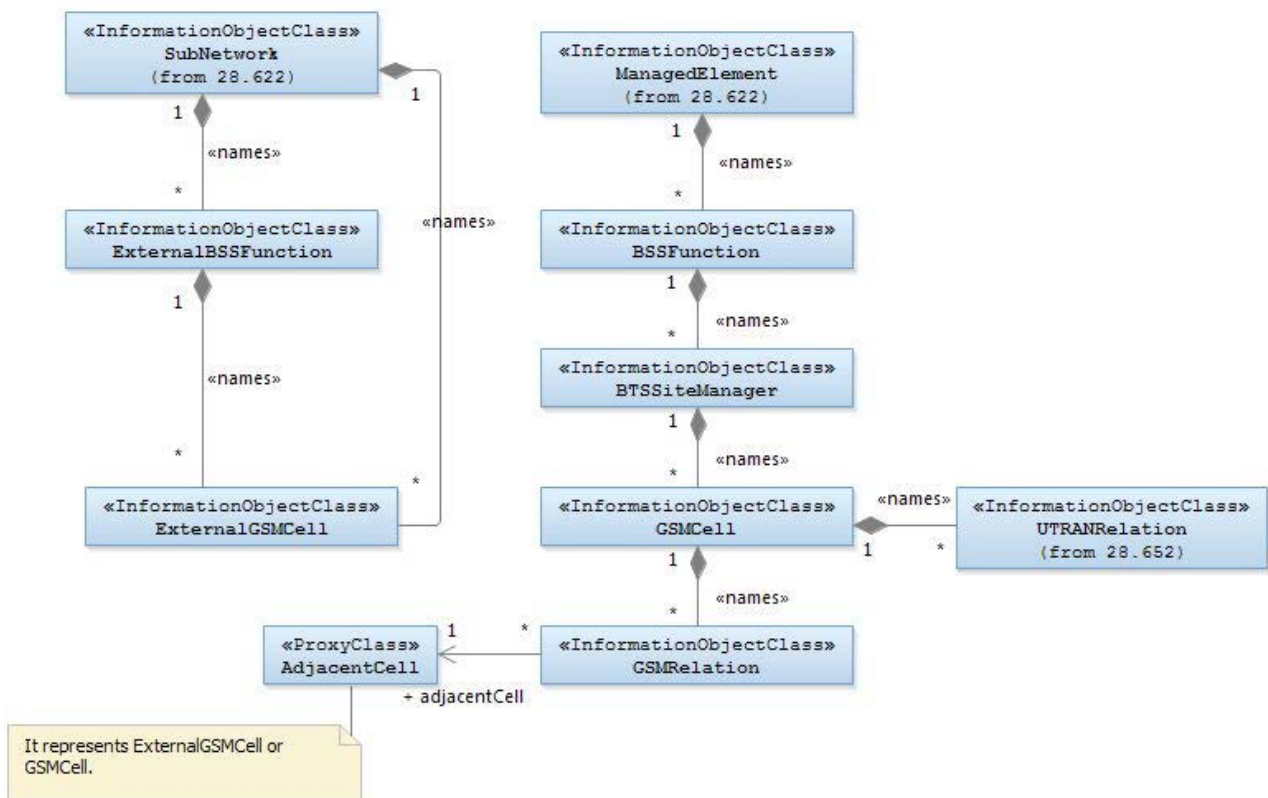 «InformationObjectClass»
SubNetwork
(from 28.622)
1
1
«names»
*
«names»
«InformationObjectClass»
ExternalBSSFunction
1
«names»
*
*
«InformationObjectClass»
ExternalGSMCell
«InformationObjectClass»
ManagedElement
(from 28.622)
1
«names»
*
«InformationObjectClass»
BSSFunction
1
«names»
*
«InformationObjectClass»
BTSSiteManager
1
«names»
*
«InformationObjectClass»
GSMCell
1
«names»
*
«InformationObjectClass»
UTRANRelation
(from 28.652)
1
«names»
*
«InformationObjectClass»
GSMRelation
*
1
+ adjacentCell
«ProxyClass»
AdjacentCell
It represents ExternalGSMCell or
GSMCell.